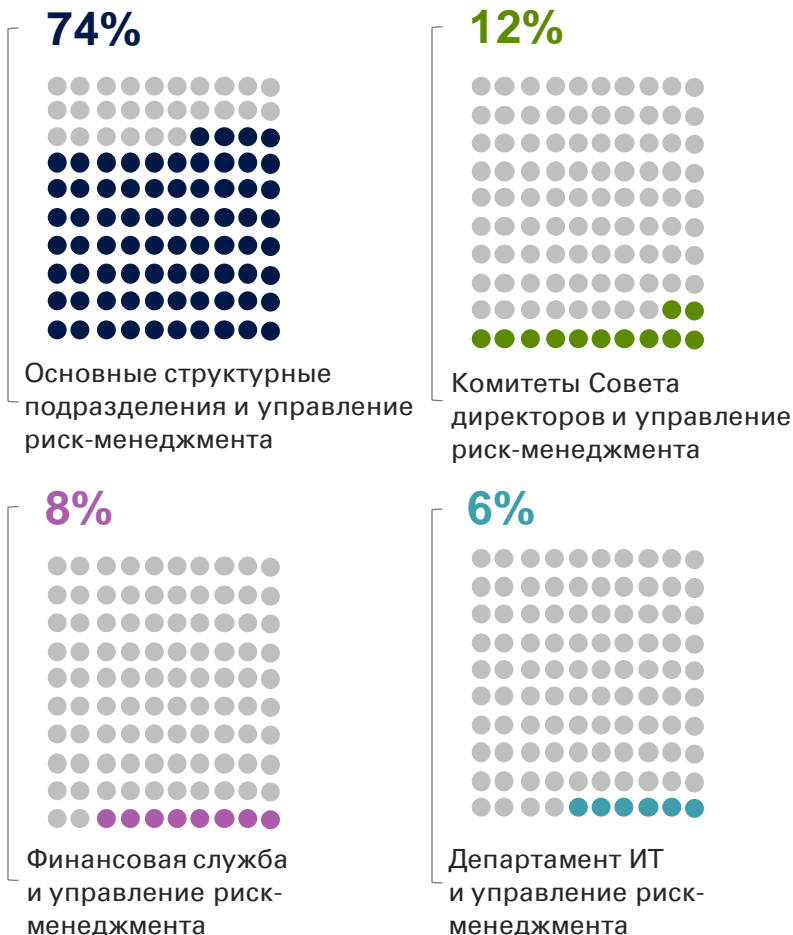 74%
Основные структурные
подразделения и управление
риск-менеджмента
12%
Комитеты Совета
директоров и управление
риск-менеджмента
8%
Финансовая служба
и управление риск-
менеджмента
6%
Департамент ИТ
и управление риск-
менеджмента